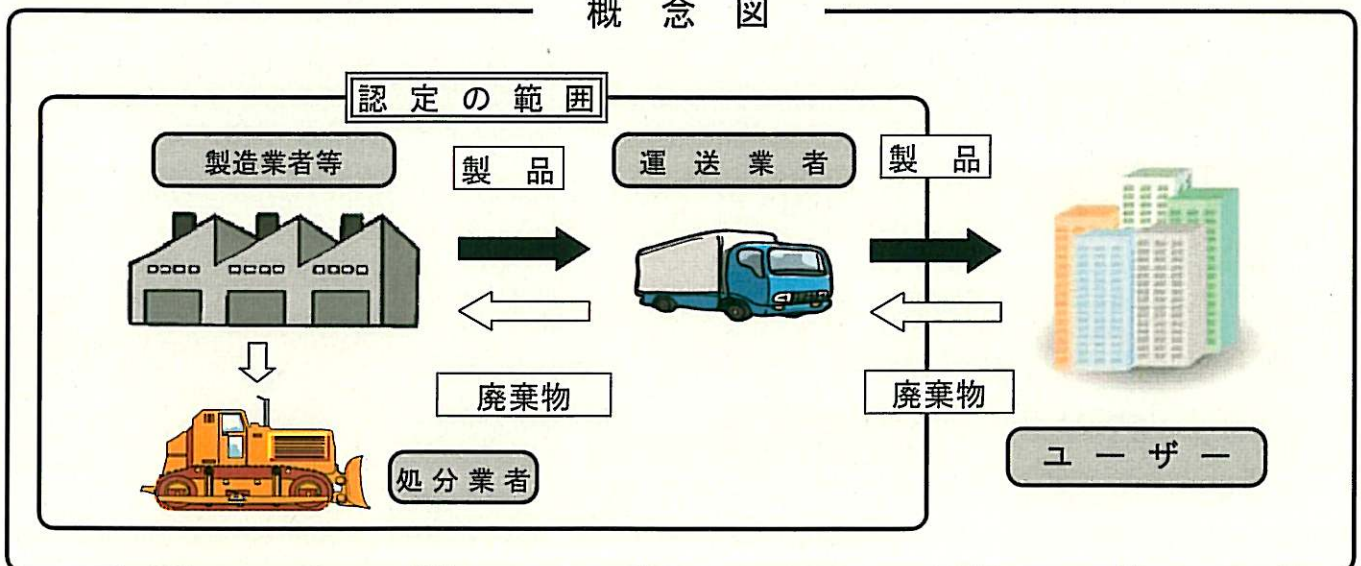 概念図
認定の範囲
製造業者等
製品
運送業者
製品
廃棄物
廃棄物
処分業者
ユーザー